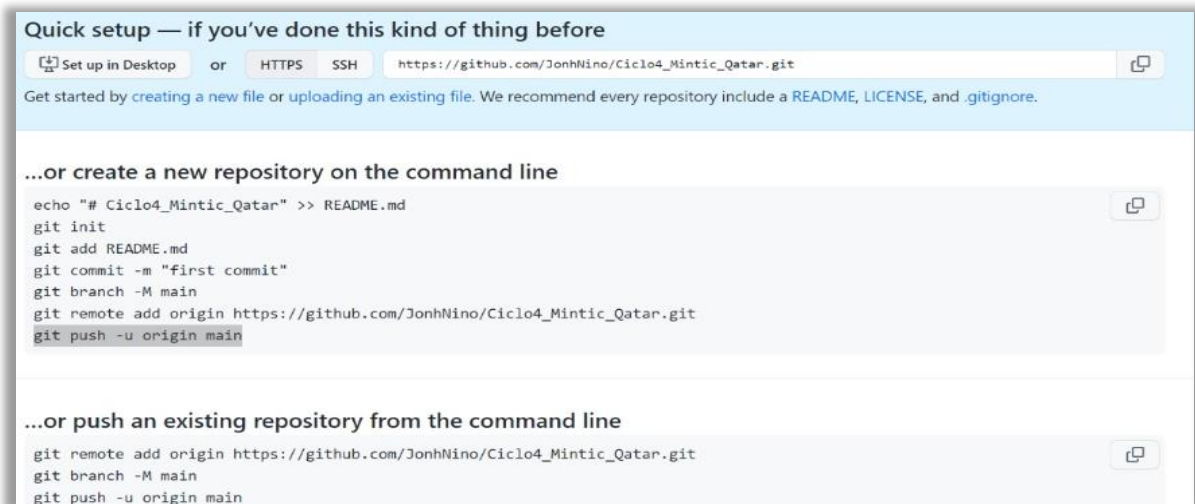 Quick setup — if you've done this kind of thing before
Set up in Desktop or HTTPS SSH https://github.com/JonhNino/Ciclo4_Mintic_Qatar.git
Get started by creating a new file or uploading an existing file. We recommend every repository include a README, LICENSE, and .gitignore.
...or create a new repository on the command line
echo "# Ciclo4_Mintic_Qatar" >> README.md
git init
git add README.md
git commit -m "first commit"
git branch -M main
git remote add origin https://github.com/JonhNino/Ciclo4_Mintic_Qatar.git
git push -u origin main
...or push an existing repository from the command line
git remote add origin https://github.com/JonhNino/Ciclo4_Mintic_Qatar.git
git branch -M main
git push -u origin main